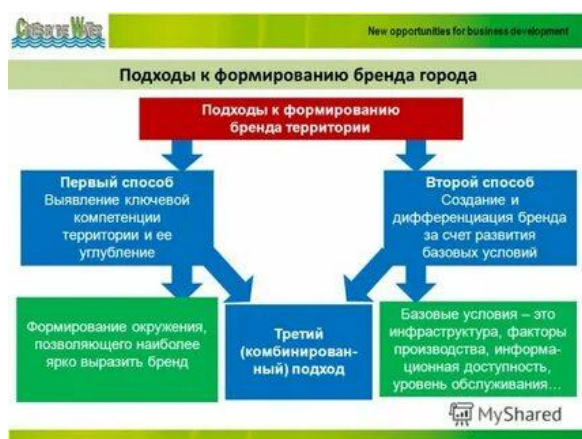 New opportunities for business development
Подходы к формированию бренда города
Подходы к формированию
бренда территории
Первый способ
Выявление ключевой
компетенции
территории и ее
углубление
Второй способ
Создание и
дифференциация бренда
за счет развития
базовых условий
Формирование окружения,
позволяющего наиболее
ярко выразить бренд
Третий
(комбинирован-
ный) подход
Базовые условия – это
инфраструктура, факторы
производства, информа-
ционная доступность,
уровень обслуживания…
MyShared